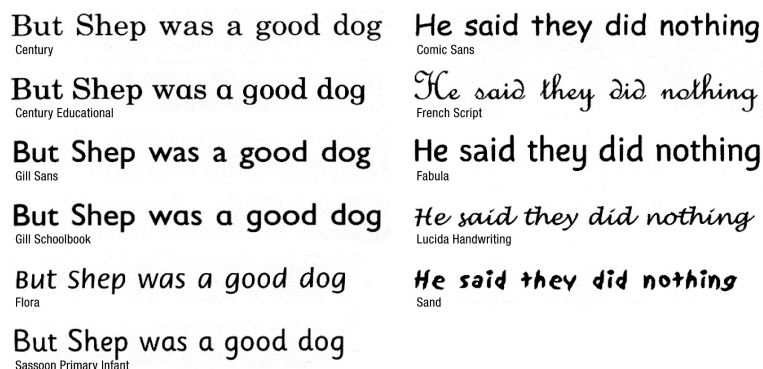 But Shep was a good dog
Century
But Shep was a good dog
Century Educational
But Shep was a good dog
Gill Sans
But Shep was a good dog
Gill Schoolbook
But Shep was a good dog
Flora
But Shep was a good dog
Sassoon Primary Infant
He said they did nothing
Comic Sans
He said they did nothing
French Script
He said they did nothing
Fabula
He said they did nothing
Lucida Handwriting
He said they did nothing
Sand